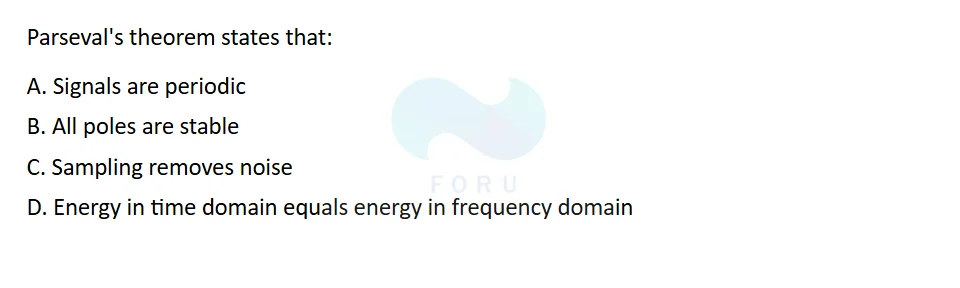 Parseval's theorem states that:
A. Signals are periodic
B. All poles are stable
C. Sampling removes noise
FORU
D. Energy in time domain equals energy in frequency domain